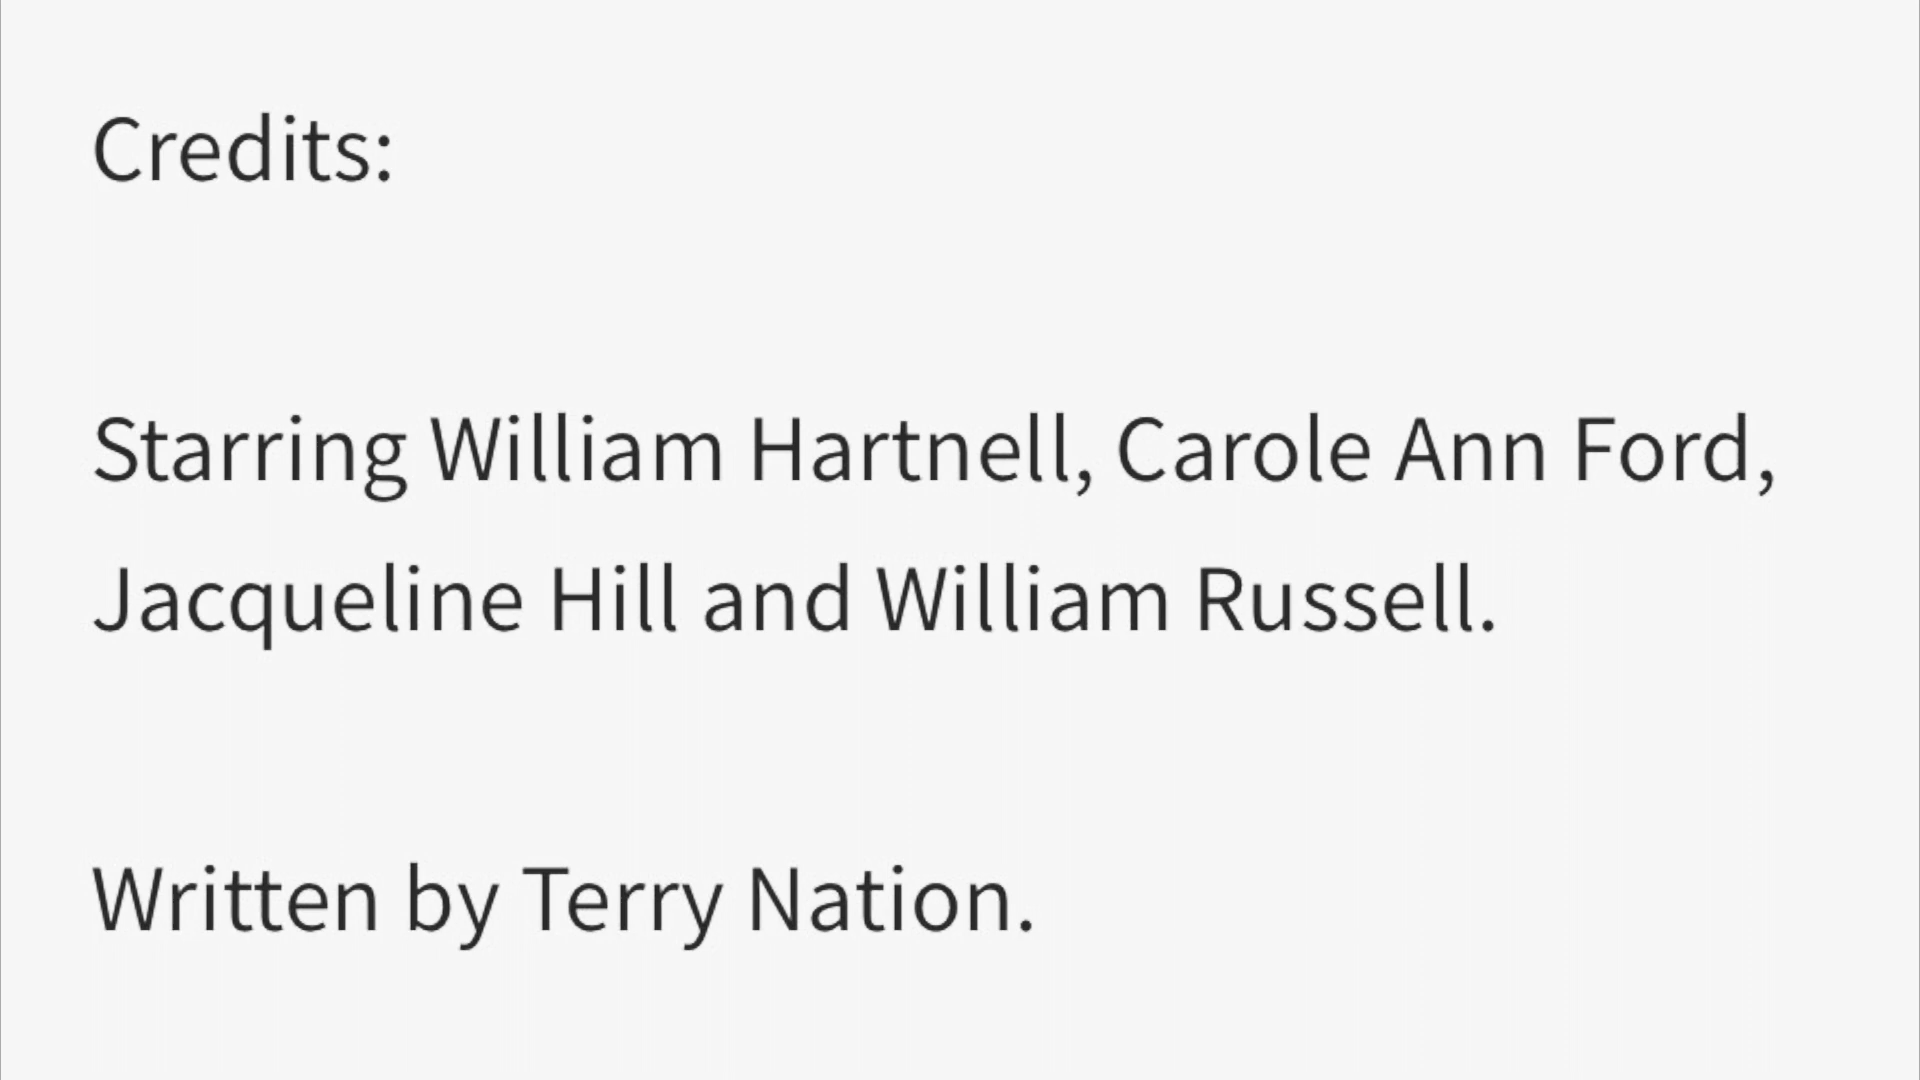 Credits:
Starring William Hartnell, Carole Ann Ford,
Jacqueline Hill and William Russell.
Written by Terry Nation.